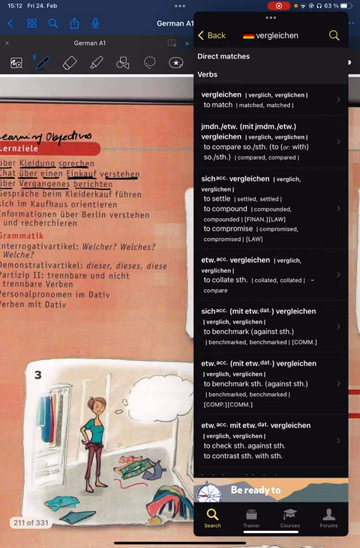 15:12 Fri 24. Feb
63 %
German A1
German A1
Learning Objectives
Lernziele
über Kleidung sprechen
Chat über einen Einkauf verstehen
über Vergangenes berichten
Gespräche beim Kleiderkauf führen
sich im Kaufhaus orientieren
Informationen über Berlin verstehen
und recherchieren
Grammatik
Interrogativartikel: Welcher? Welches?
Welche?
Demonstrativartikel: dieser, dieses, diese
Partizip II: trennbare und nicht
trennbare Verben
Personalpronomen im Dativ
Verben mit Dativ
3
211 of 331
Back
vergleichen
Direct matches
Verbs
vergleichen | verglich, verglichen |
to match | matched, matched |
jmdn./etw. (mit jmdm./etw.)
vergleichen | verglich, verglichen |
to compare so./sth. (to (or: with)
so./sth.) | compared, compared |
sich acc. vergleichen | verglich,
verglichen |
to settle | settled, settled |
to compound | compounded,
compounded | [FINAN.][LAW]
to compromise | compromised,
compromised | [LAW]
etw. acc. vergleichen | verglich,
verglichen |
to collate sth. | collated, collated | -
compare
sich acc. (mit etw. dat.) vergleichen
| verglich, verglichen |
to benchmark (against sth.)
| benchmarked, benchmarked | [COMM.]
etw. acc. (mit etw. dat.) vergleichen
| verglich, verglichen |
to benchmark sth. (against sth.)
| benchmarked, benchmarked |
[COMP.][COMM.]
etw. acc. mit etw. dat. vergleichen
| verglich, verglichen |
to check sth. against sth.
to contrast sth. with sth.
Be ready to
Search
Trainer
Courses
Forums